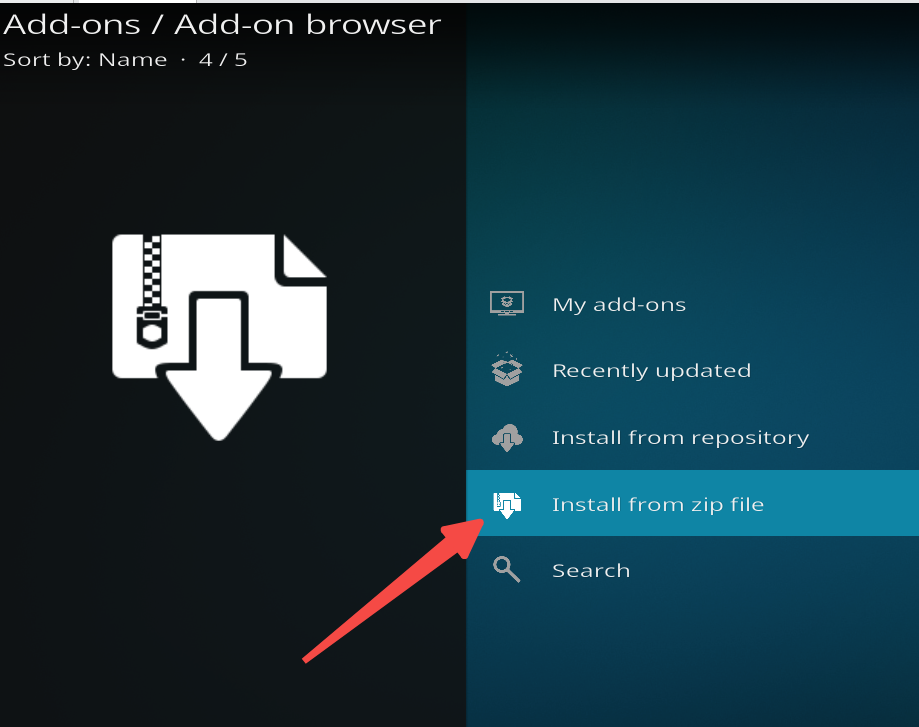 Add-ons / Add-on browser
Sort by: Name · 4 / 5
My add-ons
Recently updated
Install from repository
Install from zip file
Search